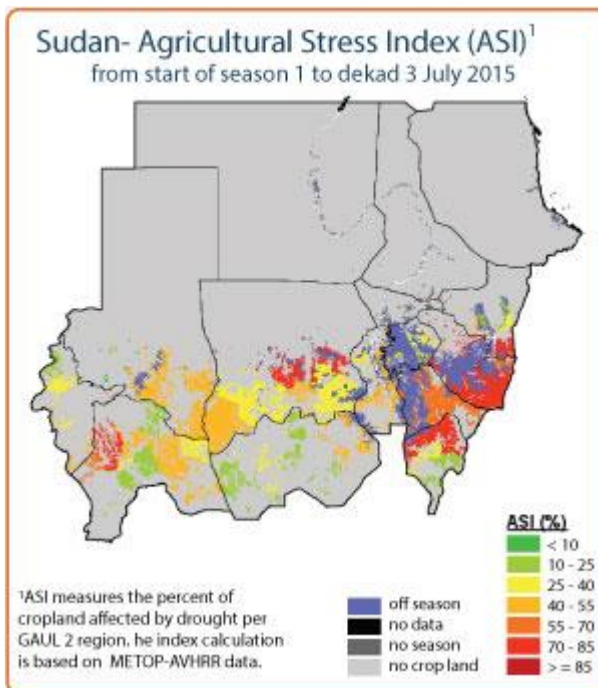 Sudan- Agricultural Stress Index (ASI)1
from start of season 1 to dekad 3 July 2015
1ASI measures the percent of
cropland affected by drought per
GAUL 2 region. he index calculation
is based on METOP-AVHRR data.
off season
no data
no season
no crop land
ASI (%)
< 10
10 - 25
25 - 40
40 - 55
55 - 70
70 - 85
> = 85